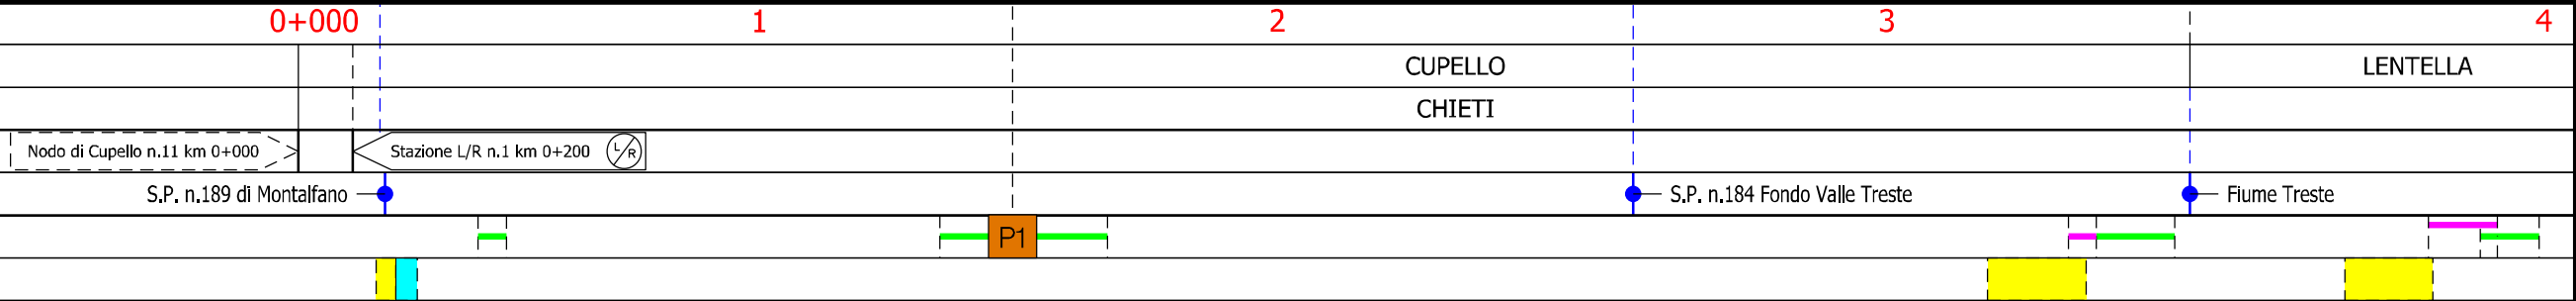 0+000 1 2 3 4
CUPELLO LENTELLA
CHIETI
Nodo di Cupello n.11 km 0+000 Stazione L/R n.1 km 0+200 L/R
S.P. n.189 di Montalfano S.P. n.184 Fondo Valle Treste Fiume Treste
P1